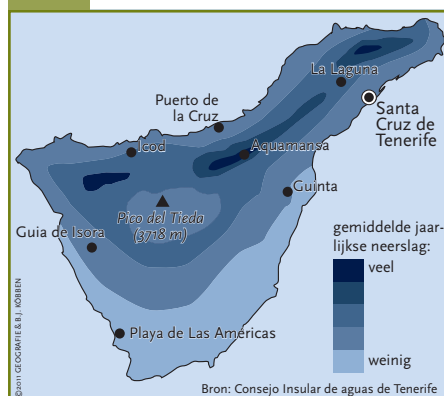 La Laguna
Puerto de
la Cruz
Santa
Cruz de
Tenerife
Icod
Aquamansa
Guinta
Pico del Tieda
(3718 m)
Guia de Isora
gemiddelde jaar-
lijkse neerslag:
veel
weinig
Playa de Las Américas
Bron: Consejo Insular de aguas de Tenerife
©2011 GEOGRAFIE & B.J. KÖBBEN